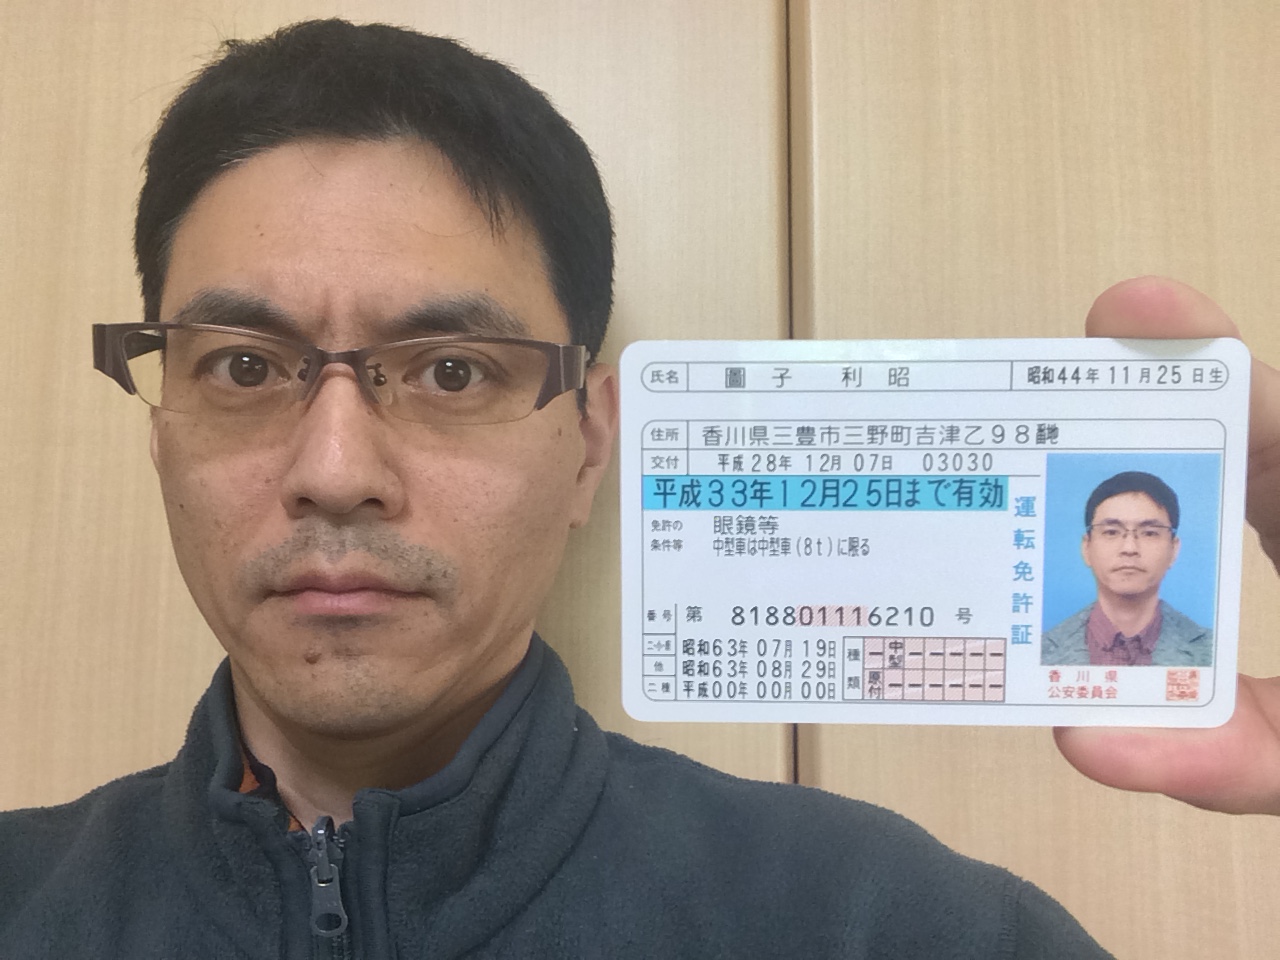 氏名 圖子 利昭 昭和44年11月25日生
住所 香川県三豊市三野町吉津乙98番地
交付 平成28年12月07日 03030
平成33年12月25日まで有効
免許の
条件等
眼鏡等
中型車は中型車(8t)に限る
運転免許証
番号 第 818801116210 号
二・小・原 昭和63年07月19日
他 昭和63年08月29日
二種 平成00年00月00日
種類
中型
原付
香川県
公安委員会